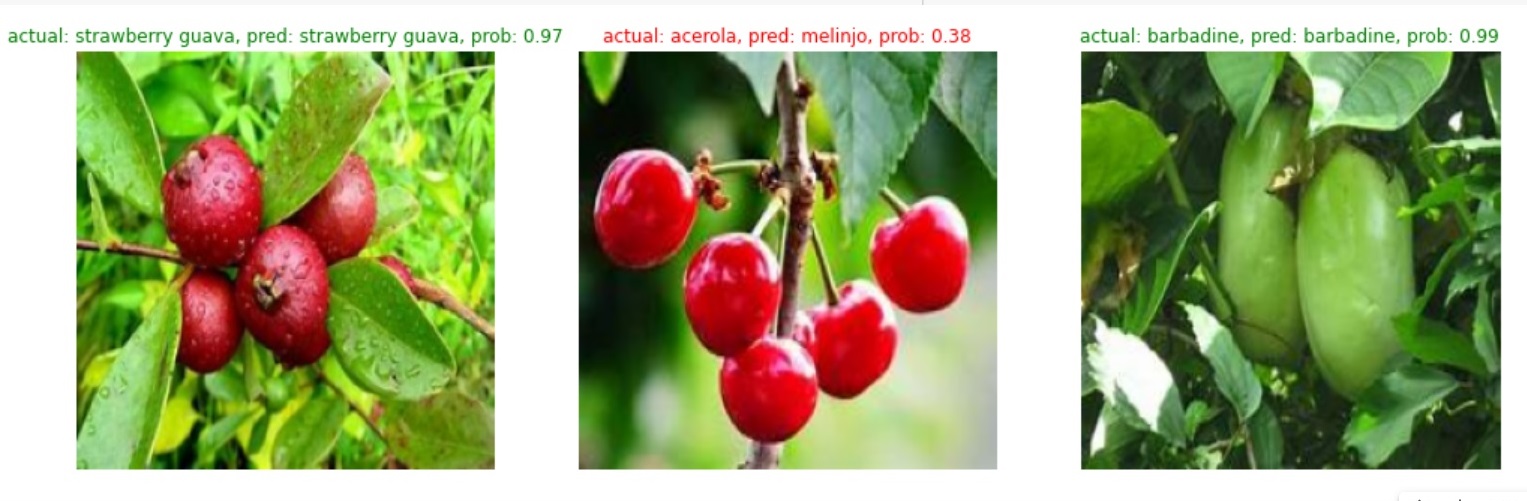 actual: strawberry guava, pred: strawberry guava, prob: 0.97
actual: acerola, pred: melinjo, prob: 0.38
actual: barbadine, pred: barbadine, prob: 0.99